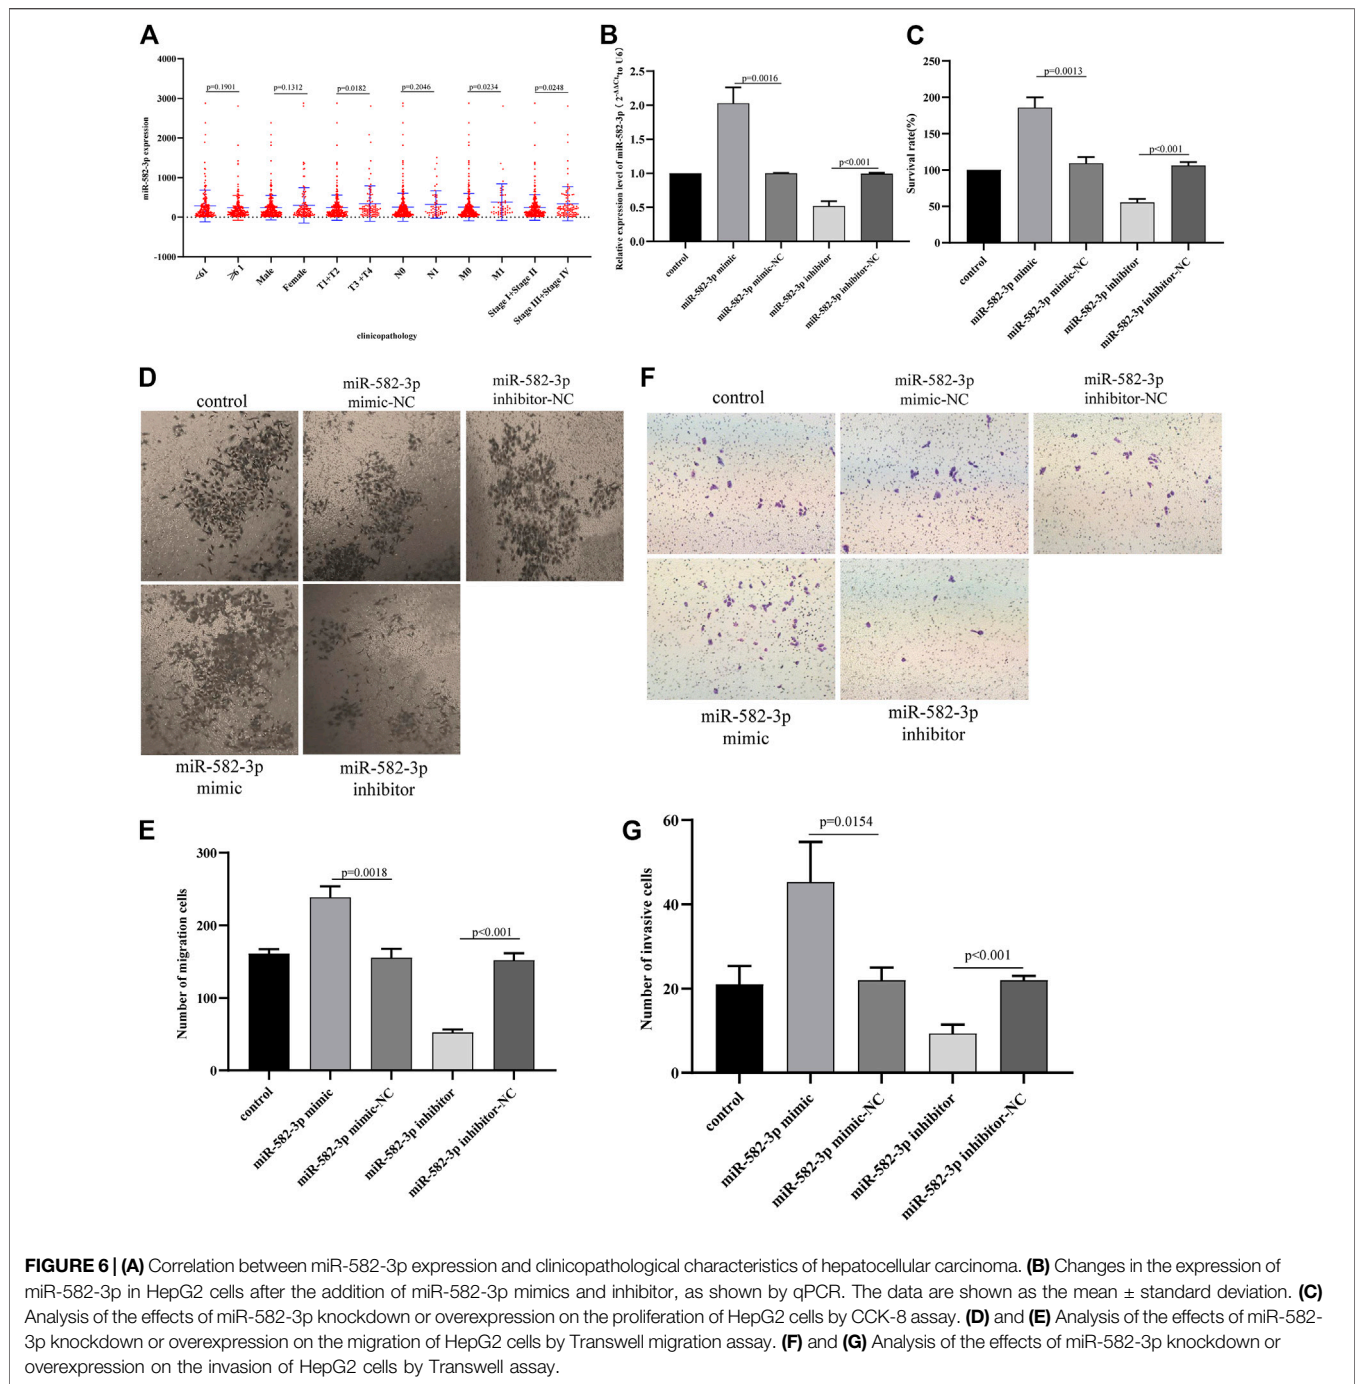 A
4000
3000
2000
1000
0
-1000
miR-582-3p expression
p=0.1901
p=0.1312
p=0.0182
p=0.2046
p=0.0234
p=0.0248
<61
⩾61
Male
Female
T1+T2
T3+T4
N0
N1
M0
M1
Stage I+Stage II
Stage III+Stage IV
clinicopathology
B
Relative expression level of miR-582-3p ( 2^-ΔΔCt to U6)
2.5
2.0
1.5
1.0
0.5
0.0
p=0.0016
p<0.001
control
miR-582-3p mimic
miR-582-3p mimic-NC
miR-582-3p inhibitor
miR-582-3p inhibitor-NC
C
Survival rate(%)
250
200
150
100
50
0
p=0.0013
p<0.001
control
miR-582-3p mimic
miR-582-3p mimic-NC
miR-582-3p inhibitor
miR-582-3p inhibitor-NC
D
control
miR-582-3p
mimic-NC
miR-582-3p
inhibitor-NC
miR-582-3p
mimic
miR-582-3p
inhibitor
F
control
miR-582-3p
mimic-NC
miR-582-3p
inhibitor-NC
miR-582-3p
mimic
miR-582-3p
inhibitor
E
Number of migration cells
300
200
100
0
p=0.0018
p<0.001
control
miR-582-3p mimic
miR-582-3p mimic-NC
miR-582-3p inhibitor
miR-582-3p inhibitor-NC
G
Number of invasive cells
60
40
20
0
p=0.0154
p<0.001
control
miR-582-3p mimic
miR-582-3p mimic-NC
miR-582-3p inhibitor
miR-582-3p inhibitor-NC
FIGURE 6 | (A) Correlation between miR-582-3p expression and clinicopathological characteristics of hepatocellular carcinoma. (B) Changes in the expression of
miR-582-3p in HepG2 cells after the addition of miR-582-3p mimics and inhibitor, as shown by qPCR. The data are shown as the mean ± standard deviation. (C)
Analysis of the effects of miR-582-3p knockdown or overexpression on the proliferation of HepG2 cells by CCK-8 assay. (D) and (E) Analysis of the effects of miR-582-
3p knockdown or overexpression on the migration of HepG2 cells by Transwell migration assay. (F) and (G) Analysis of the effects of miR-582-3p knockdown or
overexpression on the invasion of HepG2 cells by Transwell assay.